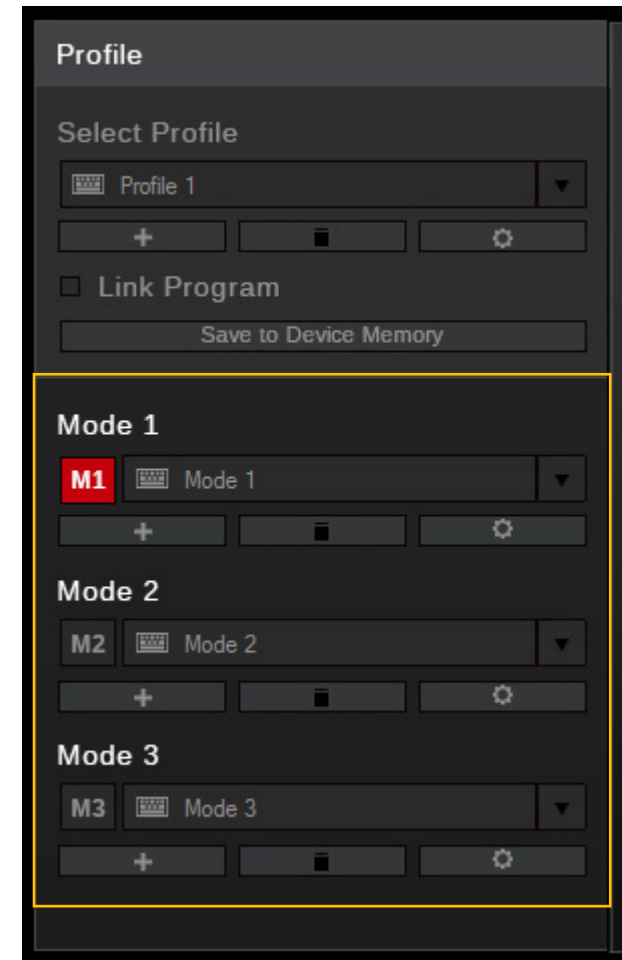 Profile
Select Profile
Profile 1
Link Program
Save to Device Memory
Mode 1
M1 Mode 1
Mode 2
M2 Mode 2
Mode 3
M3 Mode 3